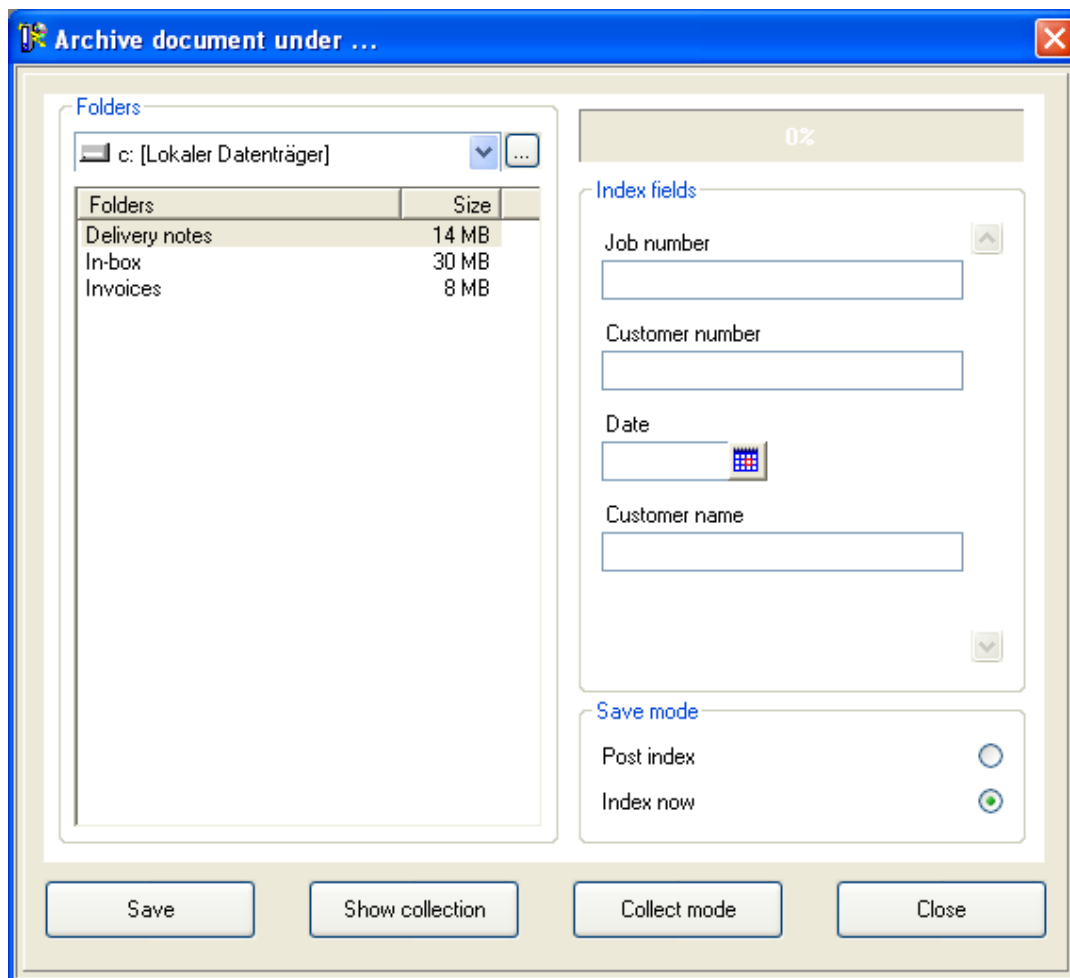 Archive document under ...
Folders
c: [Lokaler Datenträger]
...
Folders Size
Delivery notes 14 MB
In-box 30 MB
Invoices 8 MB
0%
Index fields
Job number
Customer number
Date
Customer name
Save mode
Post index
Index now
Save Show collection Collect mode Close